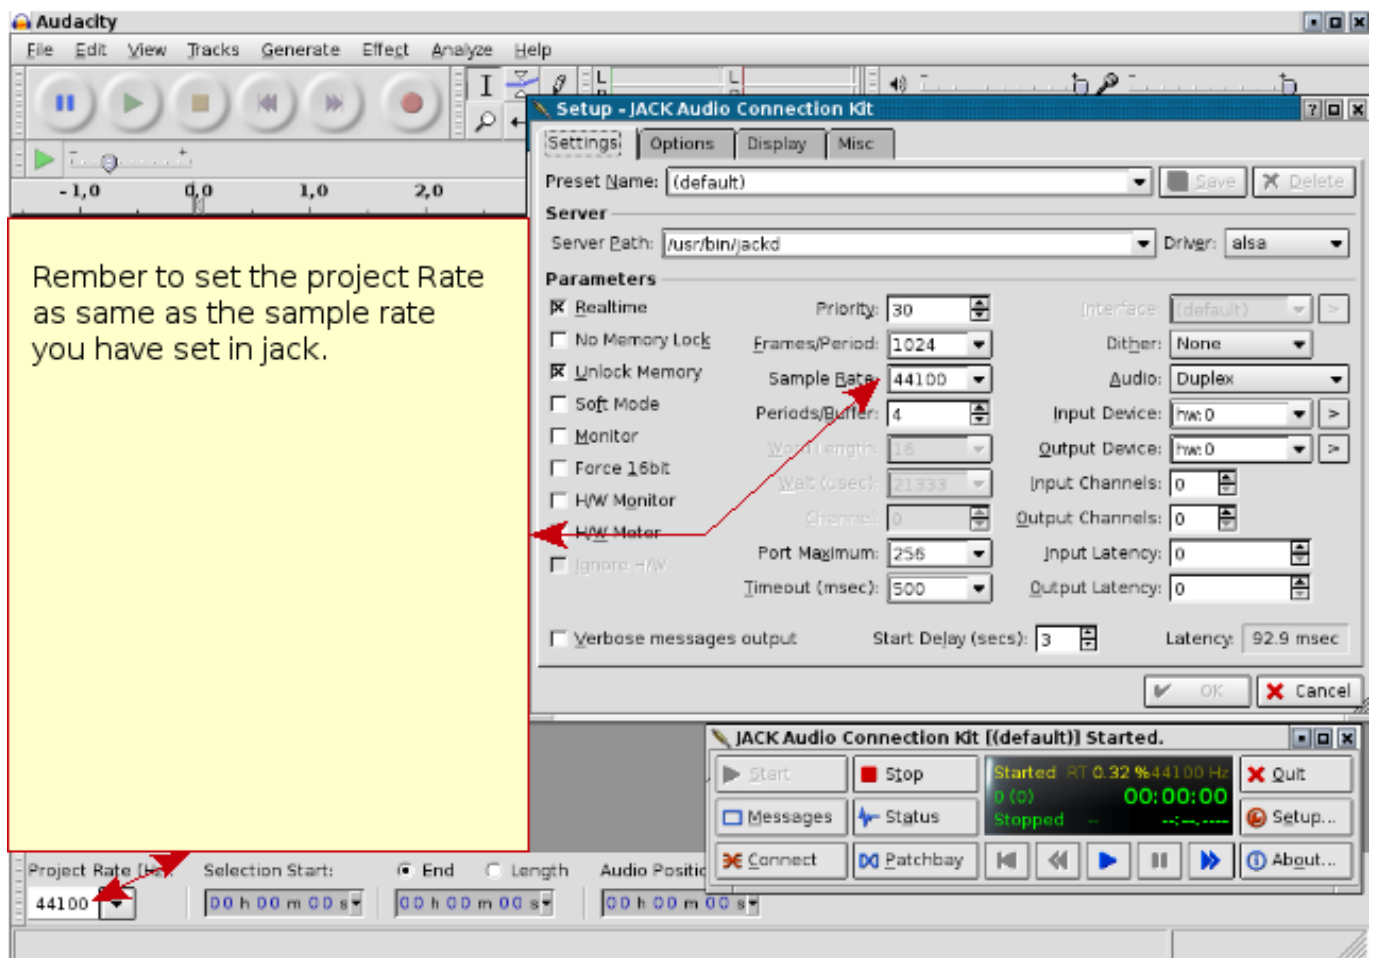 Audacity
File Edit View Tracks Generate Effect Analyze Help
L L
-1,0 0,0 1,0 2,0
Rember to set the project Rate
as same as the sample rate
you have set in jack.
Setup - JACK Audio Connection Kit
Settings Options Display Misc
Preset Name: (default) Save Delete
Server
Server Path: /usr/bin/jackd Driver: alsa
Parameters
Realtime Priority: 30 Interface: (default) >
No Memory Lock Frames/Period: 1024 Dither: None
Unlock Memory Sample Rate: 44100 Audio: Duplex
Soft Mode Periods/Buffer: 4 Input Device: hw:0 >
Monitor Word Length: 16 Output Device: hw:0 >
Force 16bit Wait (usec): 21333 Input Channels: 0
H/W Monitor Channel: 0 Output Channels: 0
H/W Meter Port Maximum: 256 Input Latency: 0
Ignore H/W Timeout (msec): 500 Output Latency: 0
Verbose messages output Start Delay (secs): 3 Latency: 92.9 msec
OK Cancel
JACK Audio Connection Kit [(default)] Started.
Start Stop Started RT 0.32 % 44100 Hz Quit
0 (0) 00:00:00
Messages Status Stopped -- --:--.---- Setup...
Connect Patchbay About...
Project Rate (Hz): Selection Start: End Length Audio Positio
44100 00 h 00 m 00 s 00 h 00 m 00 s 00 h 00 m 00 s